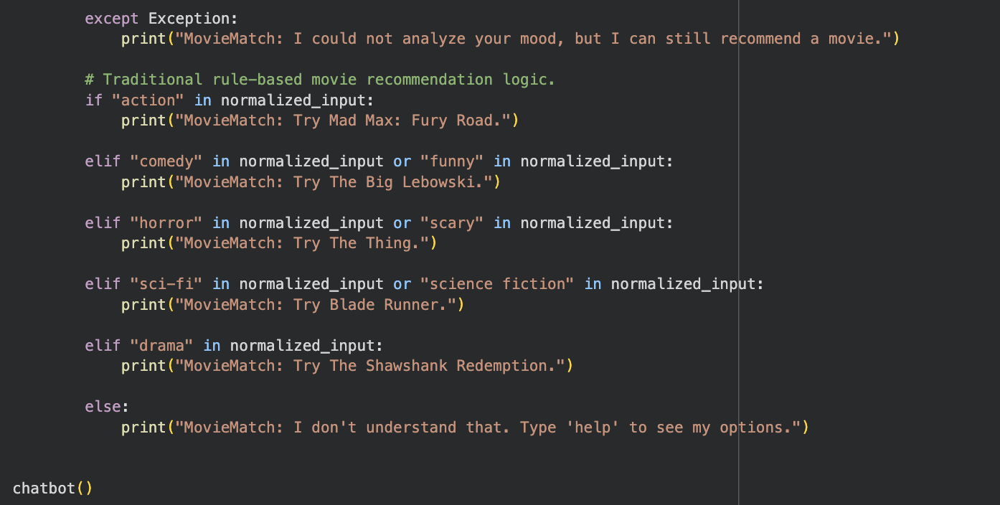 except Exception:
print("MovieMatch: I could not analyze your mood, but I can still recommend a movie.")
# Traditional rule-based movie recommendation logic.
if "action" in normalized_input:
print("MovieMatch: Try Mad Max: Fury Road.")
elif "comedy" in normalized_input or "funny" in normalized_input:
print("MovieMatch: Try The Big Lebowski.")
elif "horror" in normalized_input or "scary" in normalized_input:
print("MovieMatch: Try The Thing.")
elif "sci-fi" in normalized_input or "science fiction" in normalized_input:
print("MovieMatch: Try Blade Runner.")
elif "drama" in normalized_input:
print("MovieMatch: Try The Shawshank Redemption.")
else:
print("MovieMatch: I don't understand that. Type 'help' to see my options.")
chatbot()